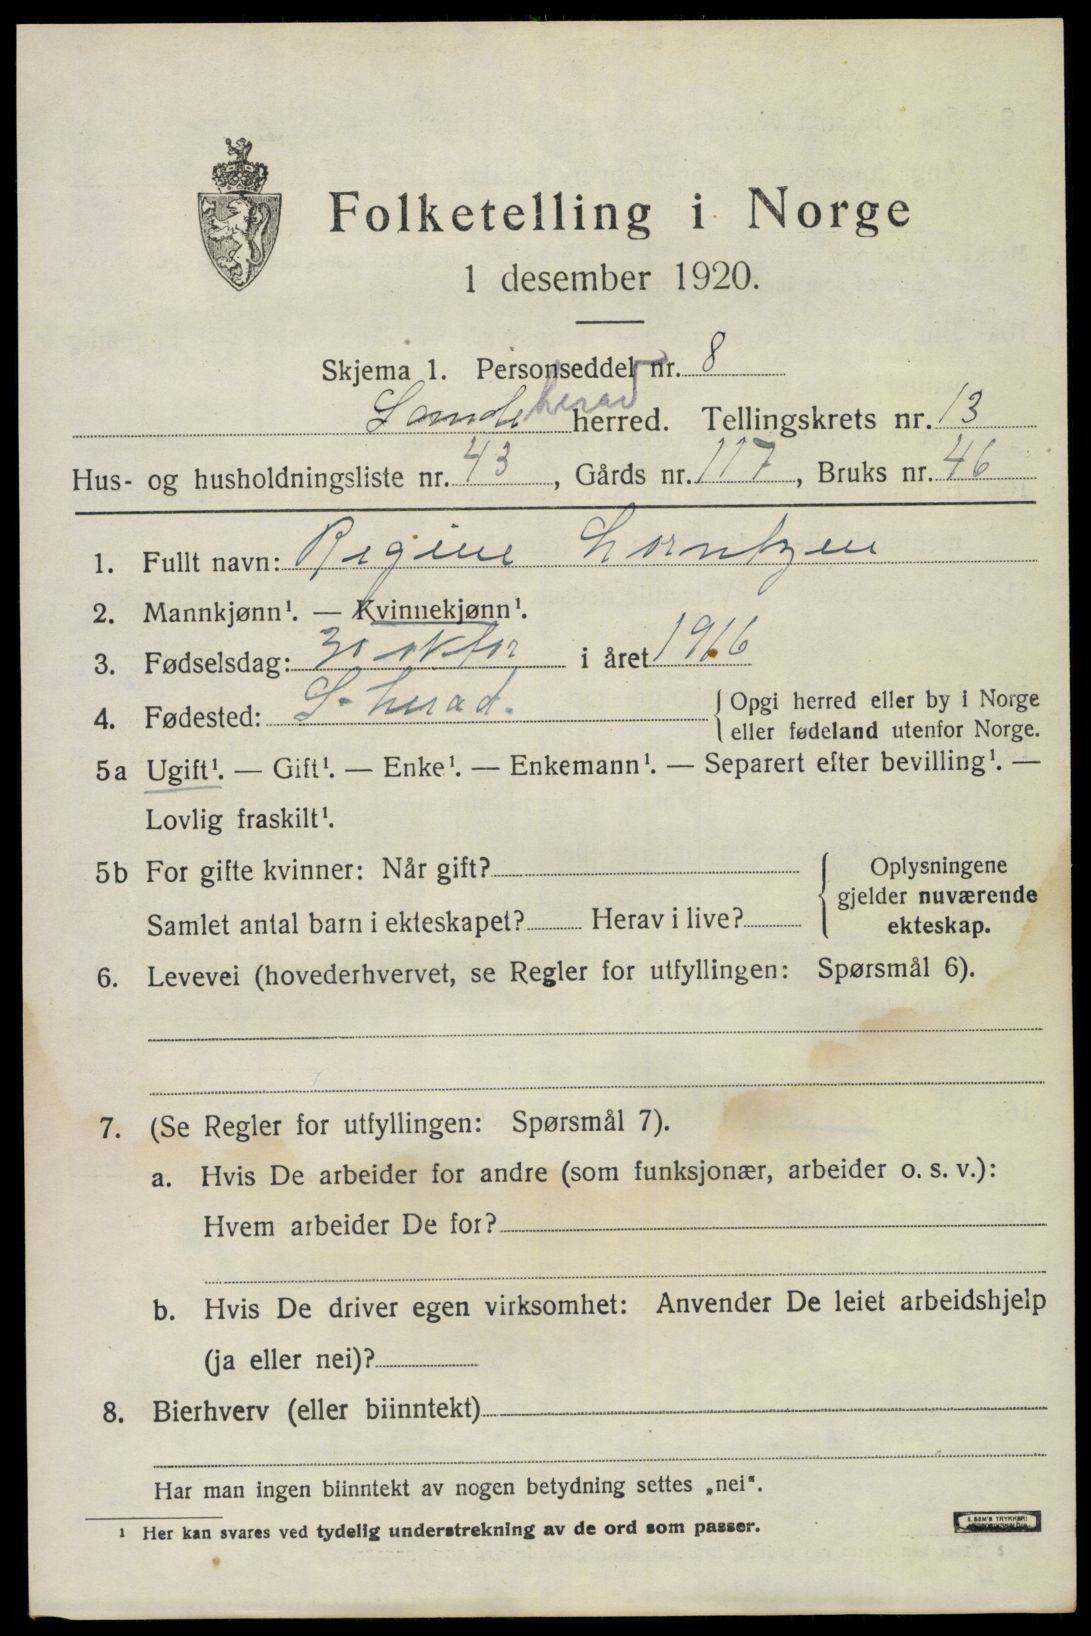 Folketelling i Norge
1 desember 1920.
Skjema 1. Personseddel nr. 8
Sandeherad herred. Tellingskrets nr. 13
Hus- og husholdningsliste nr. 43, Gårds nr. 117, Bruks nr. 46
1. Fullt navn: Regine Lorntzen
2. Mannkjønn¹. — Kvinnekjønn¹.
3. Fødselsdag: 30 oktbr i året 1916
4. Fødested: S-herad. { Opgi herred eller by i Norge
eller fødeland utenfor Norge.
5a Ugift¹. — Gift¹. — Enke¹. — Enkemann¹. — Separert efter bevilling¹. —
Lovlig fraskilt¹.
5b For gifte kvinner: Når gift? { Oplysningene
gjelder nuværende
Samlet antal barn i ekteskapet? Herav i live? ekteskap.
6. Levevei (hovederhvervet, se Regler for utfyllingen: Spørsmål 6).
7. (Se Regler for utfyllingen: Spørsmål 7).
a. Hvis De arbeider for andre (som funksjonær, arbeider o. s. v.):
Hvem arbeider De for?
b. Hvis De driver egen virksomhet: Anvender De leiet arbeidshjelp
(ja eller nei)?
8. Bierhverv (eller biinntekt)
Har man ingen biinntekt av nogen betydning settes „nei".
¹ Her kan svares ved tydelig understrekning av de ord som passer.